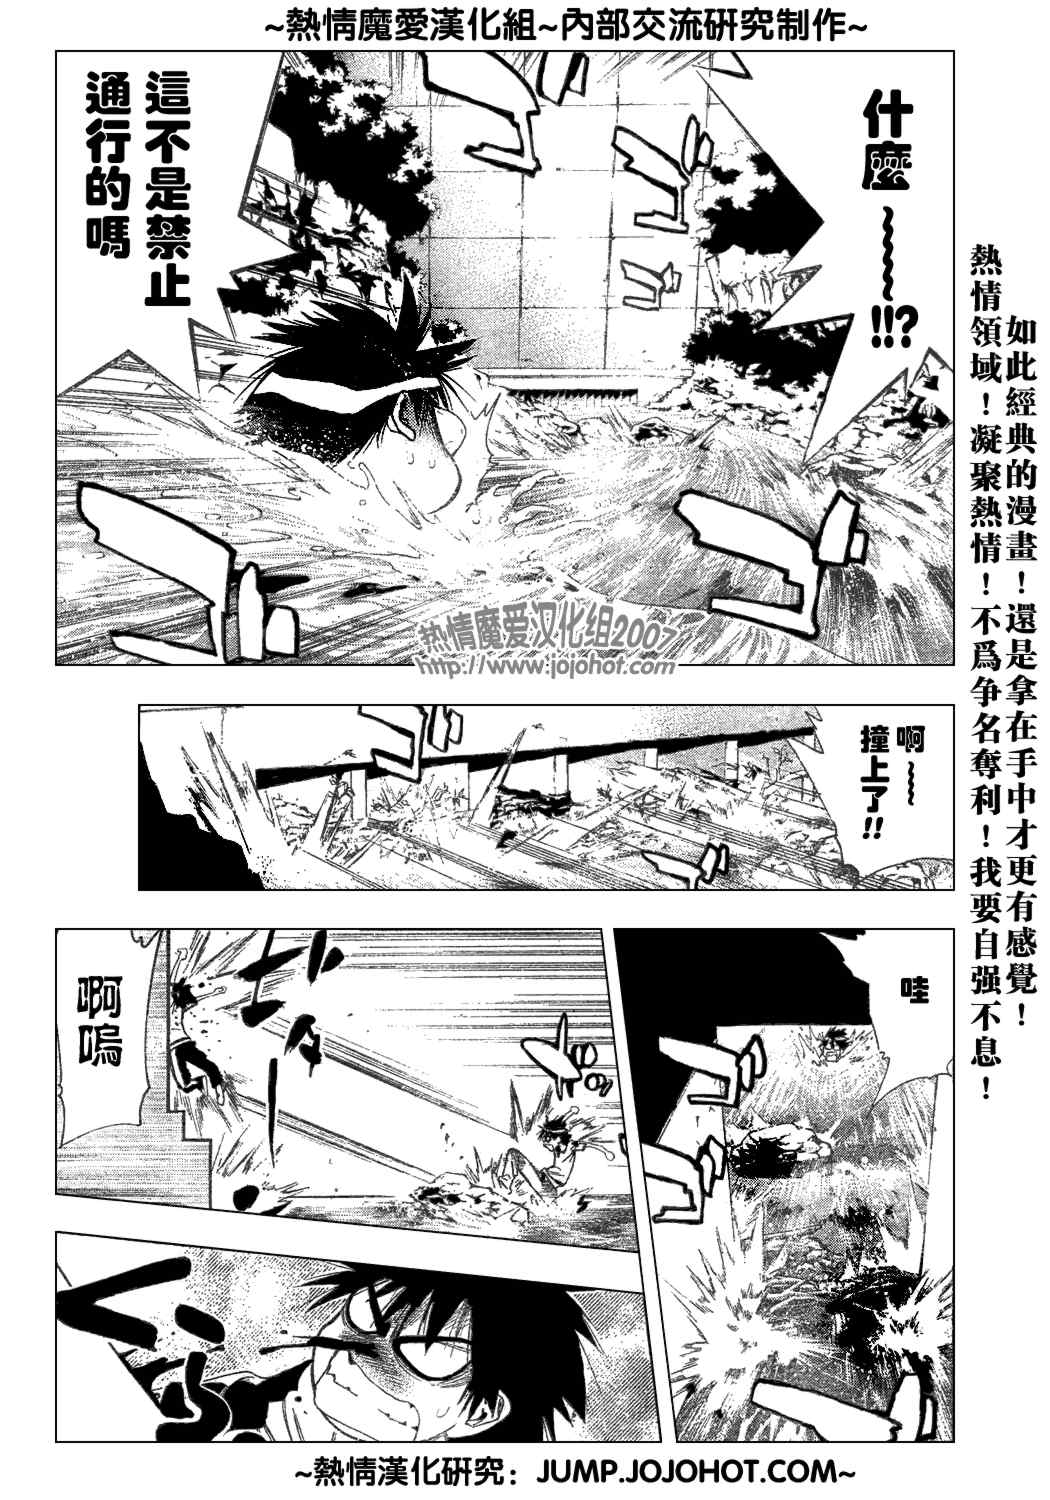 ~熱情魔愛漢化組~內部交流研究制作~
什麼~~!!?
這不是禁止
通行的嗎
如此經典的漫畫！還是拿在手中才更有感覺！
熱情領域！凝聚熱情！不爲争名奪利！我要自强不息！
热情魔爱汉化组2007
http://www.jojohot.com
啊~~
撞上了!!
哇
啊嗚
~熱情漢化研究：JUMP.JOJOHOT.COM~